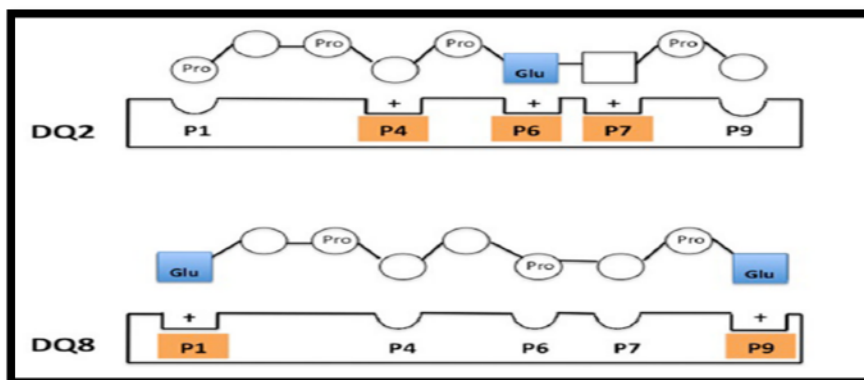 Pro Pro Pro Glu Pro
+ + +
DQ2 P1 P4 P6 P7 P9
Glu Pro Pro Pro Glu
+ +
DQ8 P1 P4 P6 P7 P9